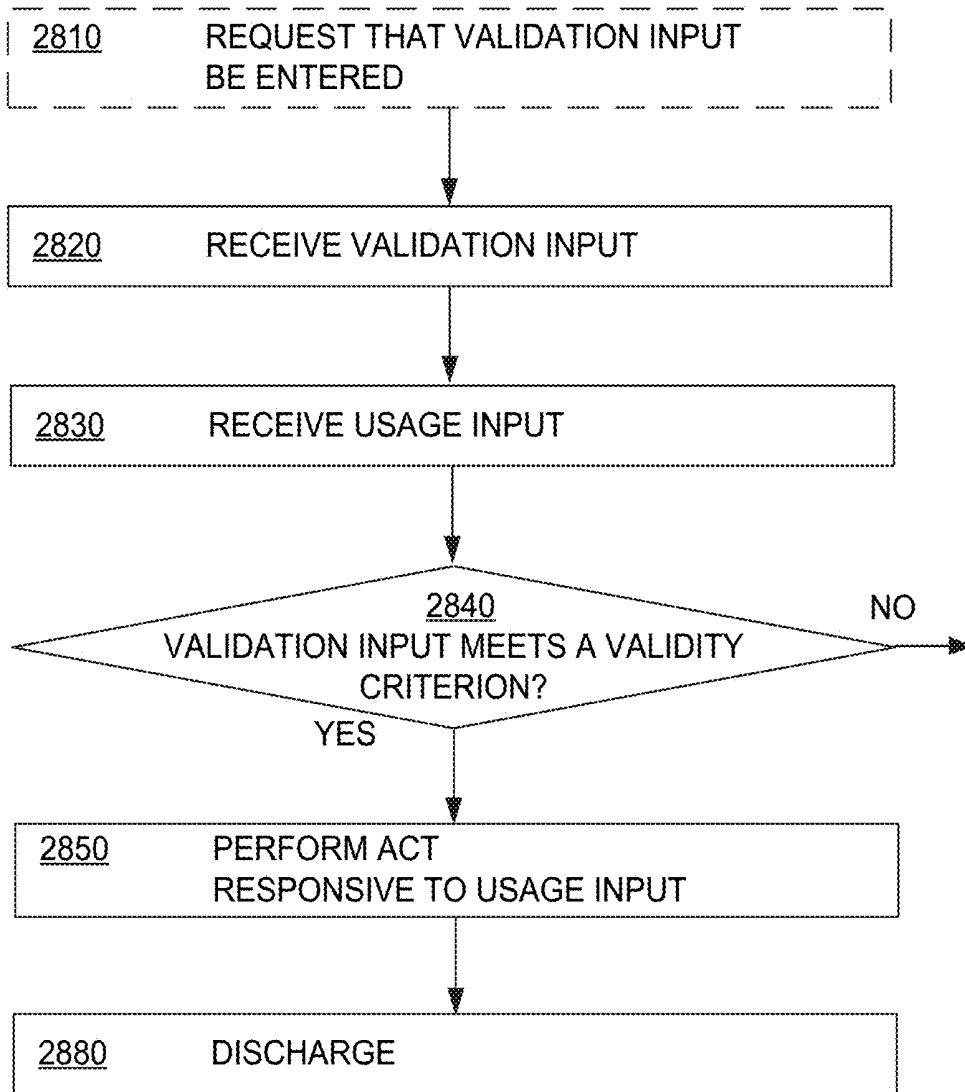 2810 REQUEST THAT VALIDATION INPUT
BE ENTERED
2820 RECEIVE VALIDATION INPUT
2830 RECEIVE USAGE INPUT
2840
NO
VALIDATION INPUT MEETS A VALIDITY
CRITERION?
YES
2850 PERFORM ACT
RESPONSIVE TO USAGE INPUT
2880 DISCHARGE